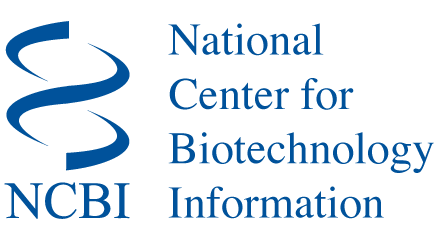 National
Center for
Biotechnology
Information
NCBI